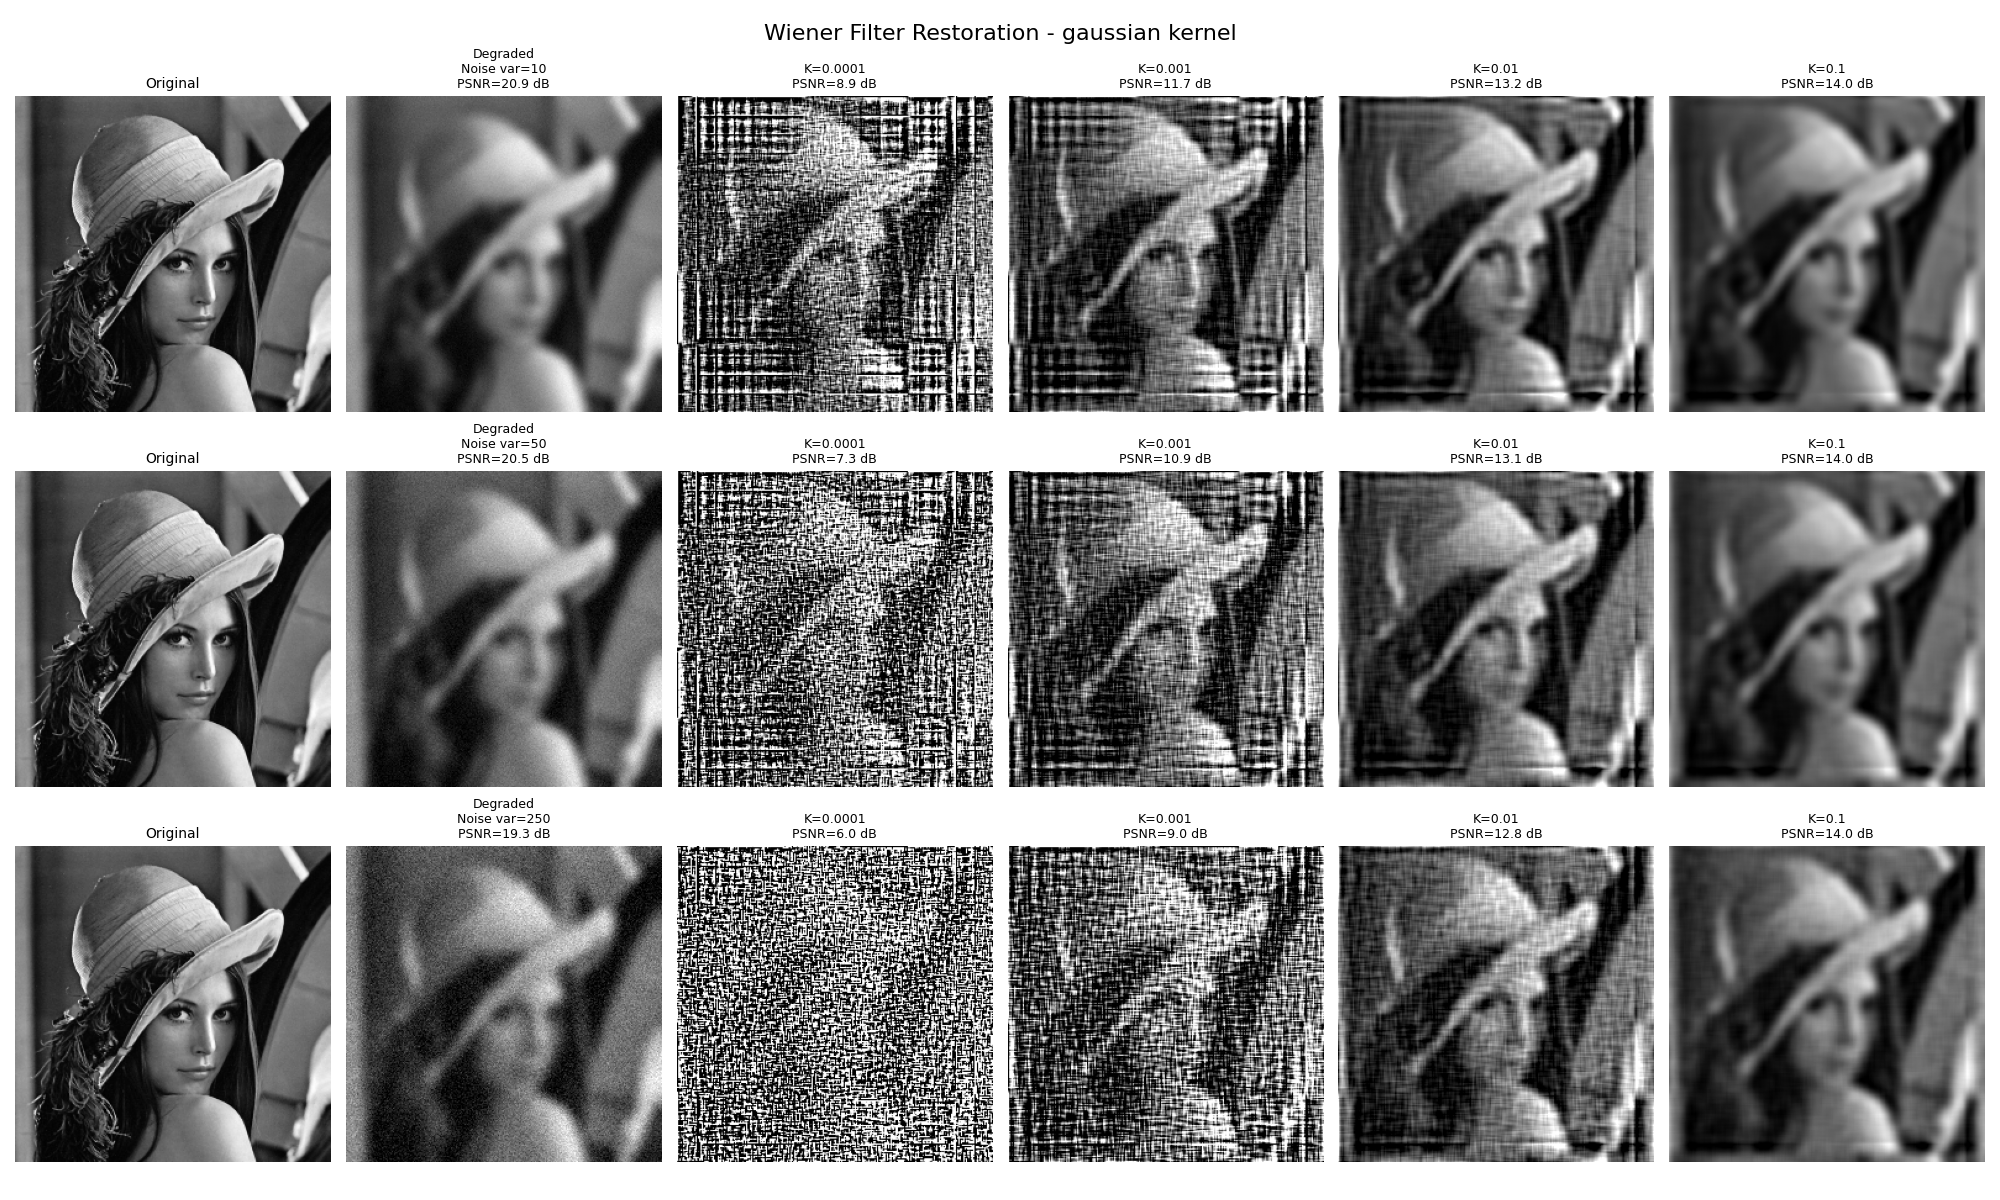 Wiener Filter Restoration - gaussian kernel
Original
Degraded
Noise var=10
PSNR=20.9 dB
K=0.0001
PSNR=8.9 dB
K=0.001
PSNR=11.7 dB
K=0.01
PSNR=13.2 dB
K=0.1
PSNR=14.0 dB
Original
Degraded
Noise var=50
PSNR=20.5 dB
K=0.0001
PSNR=7.3 dB
K=0.001
PSNR=10.9 dB
K=0.01
PSNR=13.1 dB
K=0.1
PSNR=14.0 dB
Original
Degraded
Noise var=250
PSNR=19.3 dB
K=0.0001
PSNR=6.0 dB
K=0.001
PSNR=9.0 dB
K=0.01
PSNR=12.8 dB
K=0.1
PSNR=14.0 dB